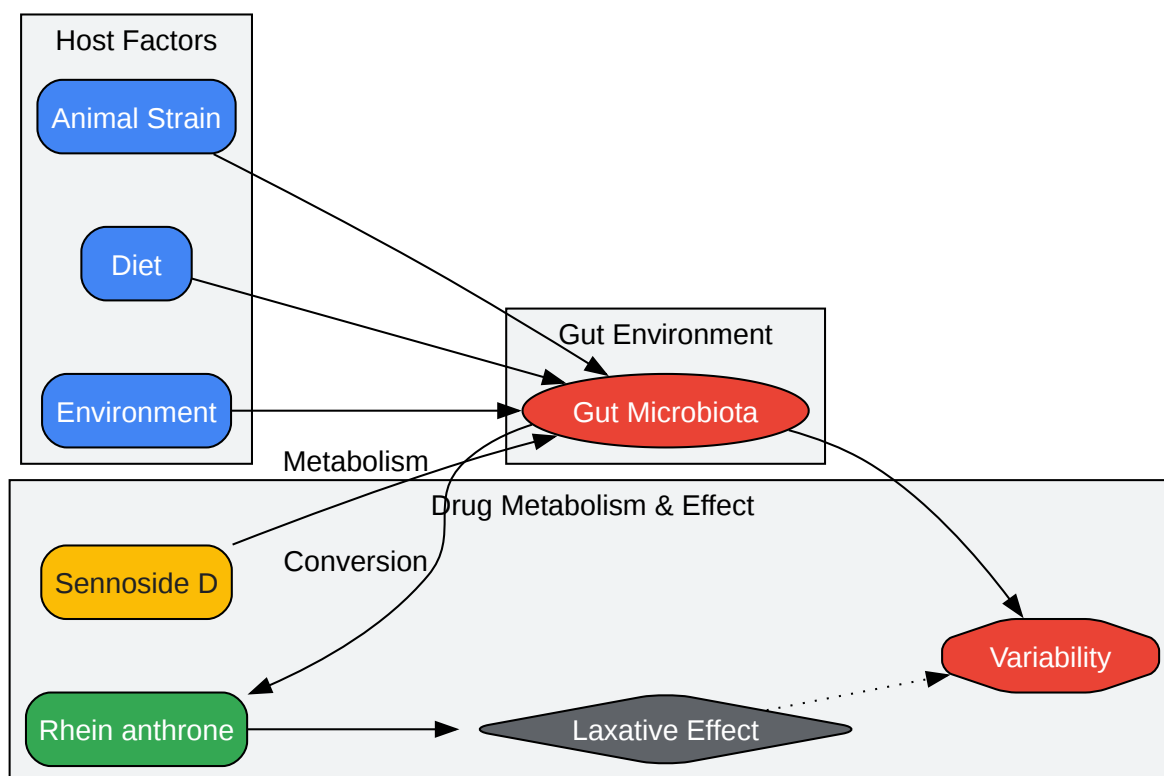 Host Factors
Animal Strain
Diet
Environment
Gut Environment
Gut Microbiota
Metabolism
Drug Metabolism & Effect
Conversion
Sennoside D
Variability
Rhein anthrone
Laxative Effect